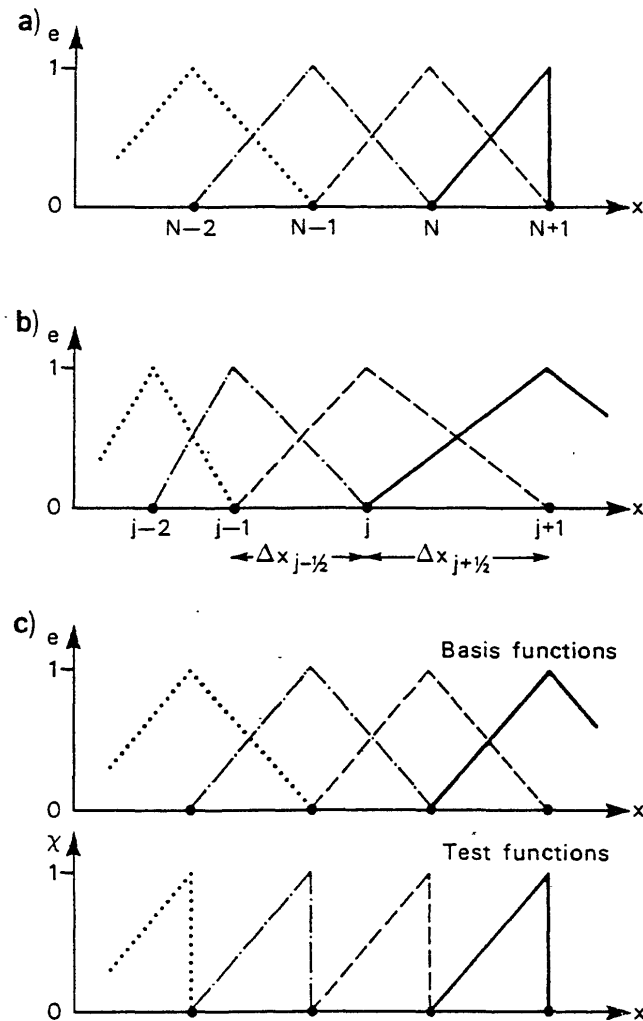 a)
e
1
0
N−2 N−1 N N+1 x
b)
e
1
0
j−2 j−1 j j+1 x
Δx j−½ Δx j+½
c)
e
Basis functions
1
0
x
χ
Test functions
1
0
x